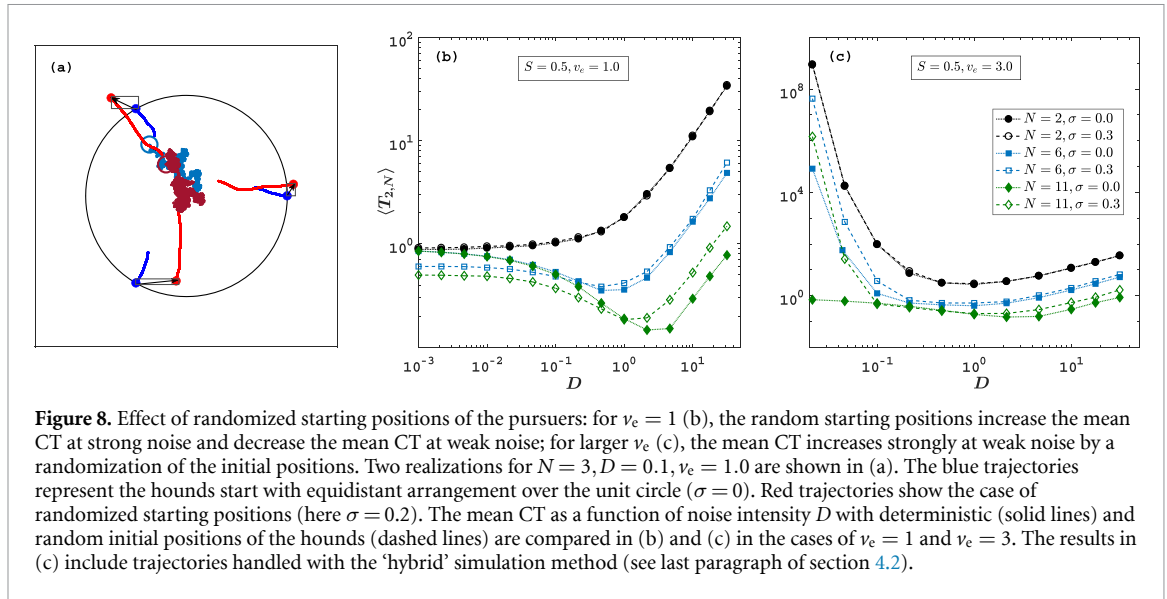 (a)
(b)
S = 0.5, v_e = 1.0
10^2
10^1
10^0
⟨T_{2,N}⟩
10^-3
10^-2
10^-1
10^0
10^1
D
(c)
S = 0.5, v_e = 3.0
10^8
10^4
10^0
N = 2, σ = 0.0
N = 2, σ = 0.3
N = 6, σ = 0.0
N = 6, σ = 0.3
N = 11, σ = 0.0
N = 11, σ = 0.3
10^-1
10^0
10^1
D
Figure 8. Effect of randomized starting positions of the pursuers: for ν_e = 1 (b), the random starting positions increase the mean
CT at strong noise and decrease the mean CT at weak noise; for larger ν_e (c), the mean CT increases strongly at weak noise by a
randomization of the initial positions. Two realizations for N = 3, D = 0.1, ν_e = 1.0 are shown in (a). The blue trajectories
represent the hounds start with equidistant arrangement over the unit circle (σ = 0). Red trajectories show the case of
randomized starting positions (here σ = 0.2). The mean CT as a function of noise intensity D with deterministic (solid lines) and
random initial positions of the hounds (dashed lines) are compared in (b) and (c) in the cases of ν_e = 1 and ν_e = 3. The results in
(c) include trajectories handled with the ‘hybrid’ simulation method (see last paragraph of section 4.2).